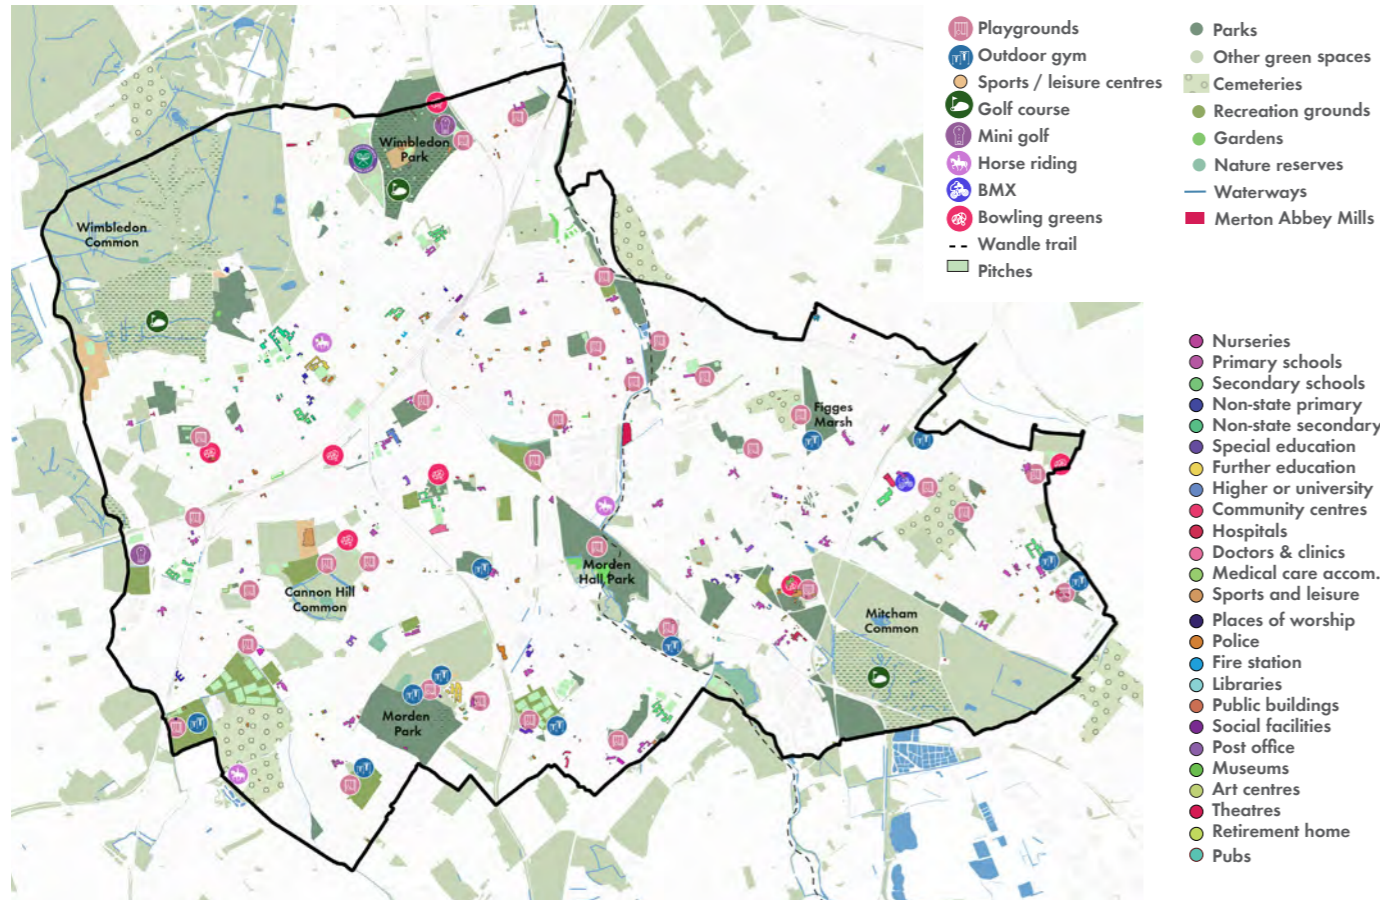 Playgrounds
Outdoor gym
Sports / leisure centres
Golf course
Mini golf
Horse riding
BMX
Bowling greens
Wandle trail
Pitches
Parks
Other green spaces
Cemeteries
Recreation grounds
Gardens
Nature reserves
Waterways
Merton Abbey Mills
Nurseries
Primary schools
Secondary schools
Non-state primary
Non-state secondary
Special education
Further education
Higher or university
Community centres
Hospitals
Doctors & clinics
Medical care accom.
Sports and leisure
Places of worship
Police
Fire station
Libraries
Public buildings
Social facilities
Post office
Museums
Art centres
Theatres
Retirement home
Pubs
Wimbledon
Park
Wimbledon
Common
Figges
Marsh
Morden
Hall Park
Cannon Hill
Common
Mitcham
Common
Morden
Park